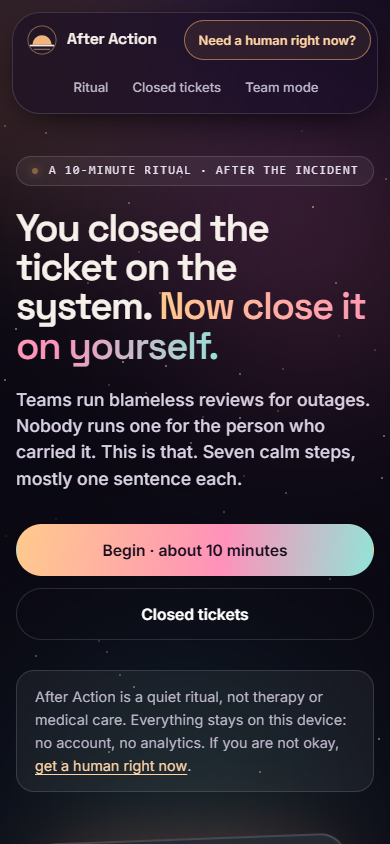 After Action
Need a human right now?
Ritual
Closed tickets
Team mode
A 10-MINUTE RITUAL · AFTER THE INCIDENT
You closed the
ticket on the
system. Now close it
on yourself.
Teams run blameless reviews for outages.
Nobody runs one for the person who
carried it. This is that. Seven calm steps,
mostly one sentence each.
Begin · about 10 minutes
Closed tickets
After Action is a quiet ritual, not therapy or
medical care. Everything stays on this device:
no account, no analytics. If you are not okay,
get a human right now.